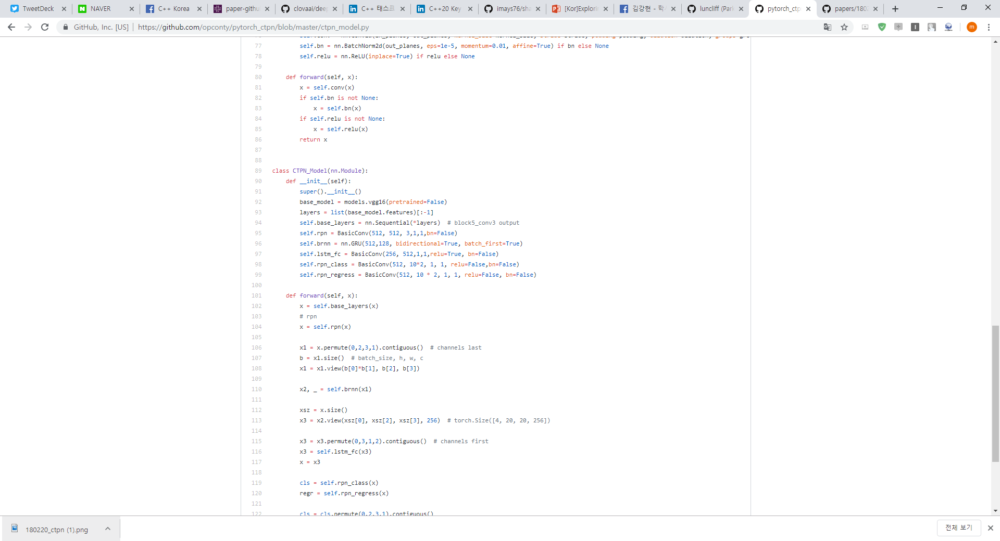 TweetDeck
NAVER
C++ Korea
paper-githu
clovaai/deep
C++ 태스크
C++20 Key
imays76/sha
[Kor]Explorin
김강현 - 학
luncliff (Park
pytorch_ctp
papers/180
GitHub, Inc. [US] | https://github.com/opconty/pytorch_ctpn/blob/master/ctpn_model.py
77 self.bn = nn.BatchNorm2d(out_planes, eps=1e-5, momentum=0.01, affine=True) if bn else None
78 self.relu = nn.ReLU(inplace=True) if relu else None
79
80 def forward(self, x):
81 x = self.conv(x)
82 if self.bn is not None:
83 x = self.bn(x)
84 if self.relu is not None:
85 x = self.relu(x)
86 return x
87
88
89 class CTPN_Model(nn.Module):
90 def __init__(self):
91 super().__init__()
92 base_model = models.vgg16(pretrained=False)
93 layers = list(base_model.features)[:-1]
94 self.base_layers = nn.Sequential(*layers)  # block5_conv3 output
95 self.rpn = BasicConv(512, 512, 3,1,1,bn=False)
96 self.brnn = nn.GRU(512,128, bidirectional=True, batch_first=True)
97 self.lstm_fc = BasicConv(256, 512,1,1,relu=True, bn=False)
98 self.rpn_class = BasicConv(512, 10*2, 1, 1, relu=False,bn=False)
99 self.rpn_regress = BasicConv(512, 10 * 2, 1, 1, relu=False, bn=False)
100
101 def forward(self, x):
102 x = self.base_layers(x)
103 # rpn
104 x = self.rpn(x)
105
106 x1 = x.permute(0,2,3,1).contiguous()  # channels last
107 b = x1.size()  # batch_size, h, w, c
108 x1 = x1.view(b[0]*b[1], b[2], b[3])
109
110 x2, _ = self.brnn(x1)
111
112 xsz = x.size()
113 x3 = x2.view(xsz[0], xsz[2], xsz[3], 256)  # torch.Size([4, 20, 20, 256])
114
115 x3 = x3.permute(0,3,1,2).contiguous()  # channels first
116 x3 = self.lstm_fc(x3)
117 x = x3
118
119 cls = self.rpn_class(x)
120 regr = self.rpn_regress(x)
121
122 cls = cls.permute(0,2,3,1).contiguous()
180220_ctpn (1).png
전체 보기